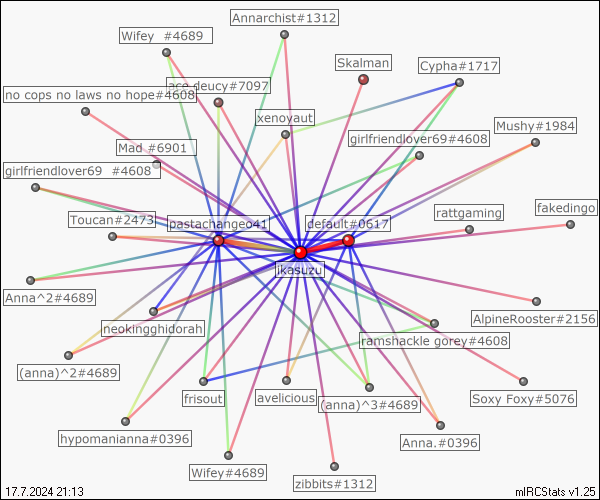 Annarchist#1312
Wifey #4689
Skalman
Cypha#1717
ace deucy#7097
no cops no laws no hope#4608
xenoyaut
Mushy#1984
girlfriendlover69#4608
Mad #6901
girlfriendlover69 #4608
Toucan#2473
pastachangeo41
default#0617
rattgaming
fakedingo
ikasuzu
Anna^2#4689
AlpineRooster#2156
neokingghidorah
ramshackle gorey#4608
(anna)^2#4689
frisout
avelicious
(anna)^3#4689
Soxy Foxy#5076
hypomanianna#0396
Anna.#0396
Wifey#4689
zibbits#1312
17.7.2024 21:13
mIRCStats v1.25